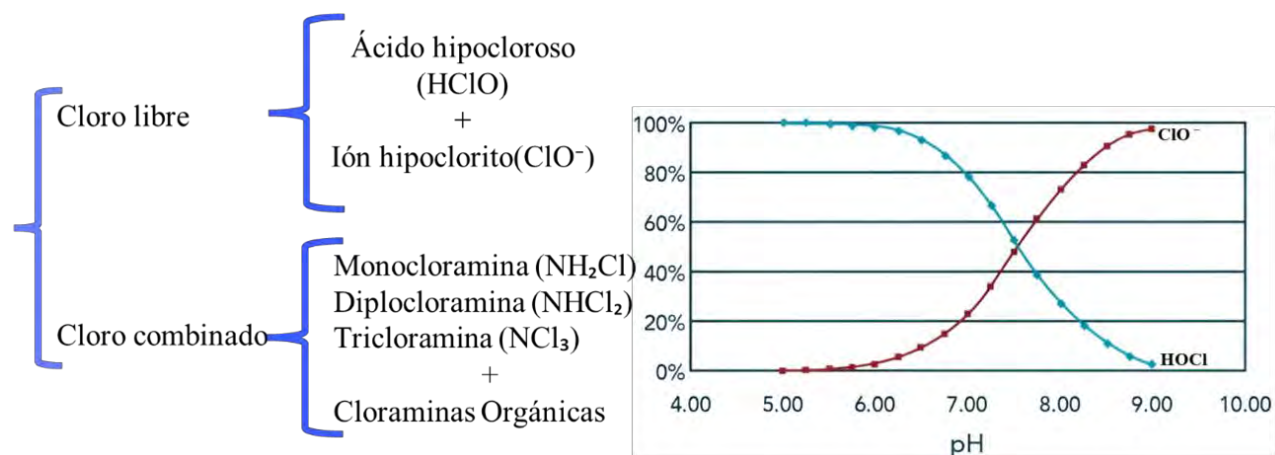 Cloro libre
Ácido hipocloroso
(HClO)
+
Ión hipoclorito(ClO⁻)
Cloro combinado
Monocloramina (NH₂Cl)
Diplocloramina (NHCl₂)
Tricloramina (NCl₃)
+
Cloraminas Orgánicas
100%
80%
60%
40%
20%
0%
ClO⁻
HOCl
4.00 5.00 6.00 7.00 8.00 9.00 10.00
pH